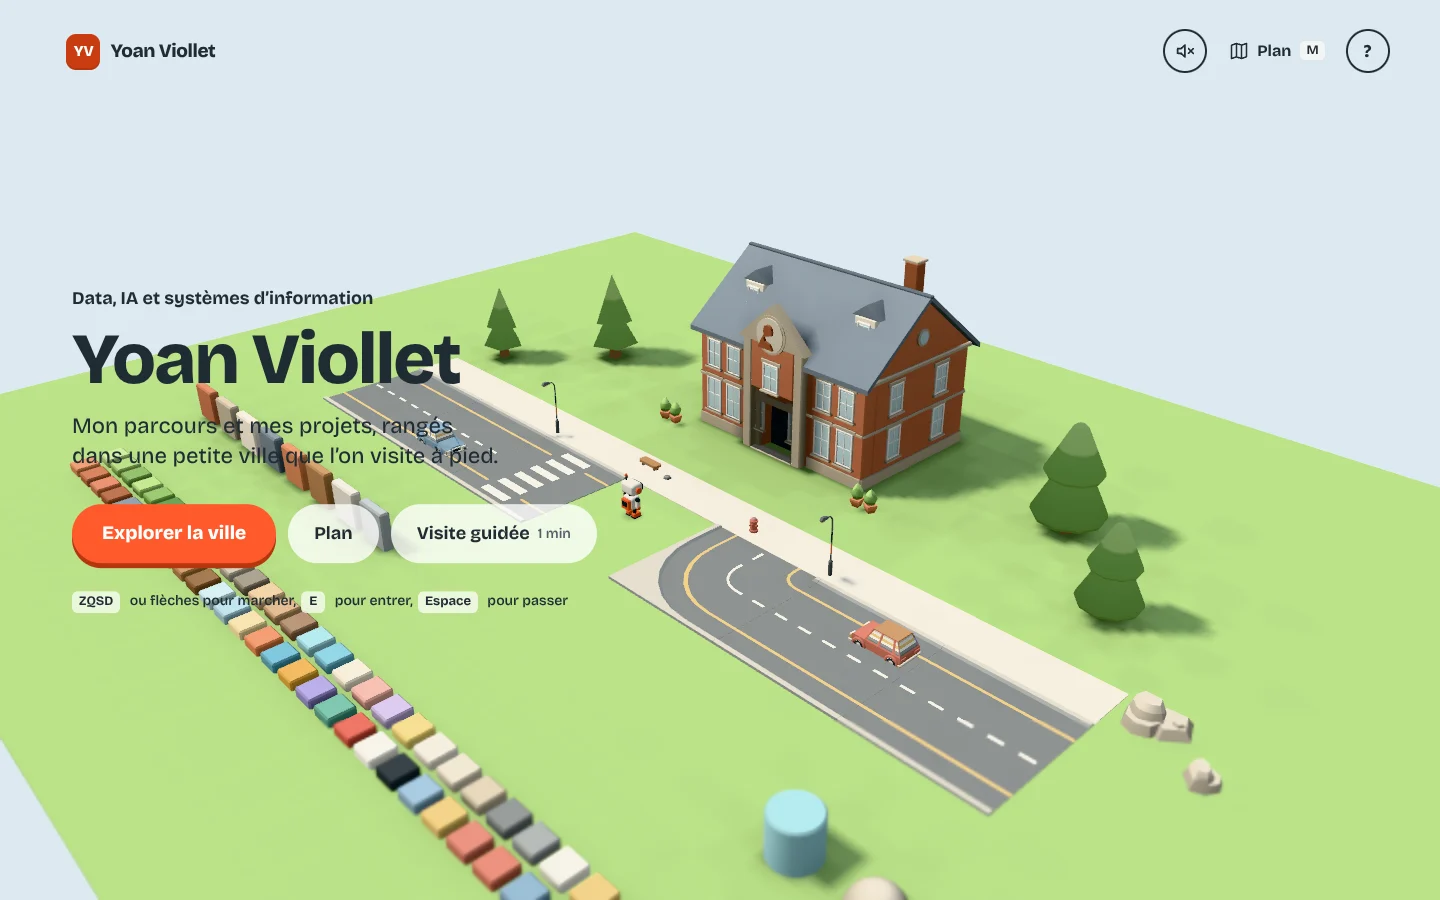 YV Yoan Viollet
Plan M ?
Data, IA et systèmes d'information
Yoan Viollet
Mon parcours et mes projets, rangés
dans une petite ville que l'on visite à pied.
Explorer la ville Plan Visite guidée 1 min
ZQSD ou flèches pour marcher, E pour entrer, Espace pour passer